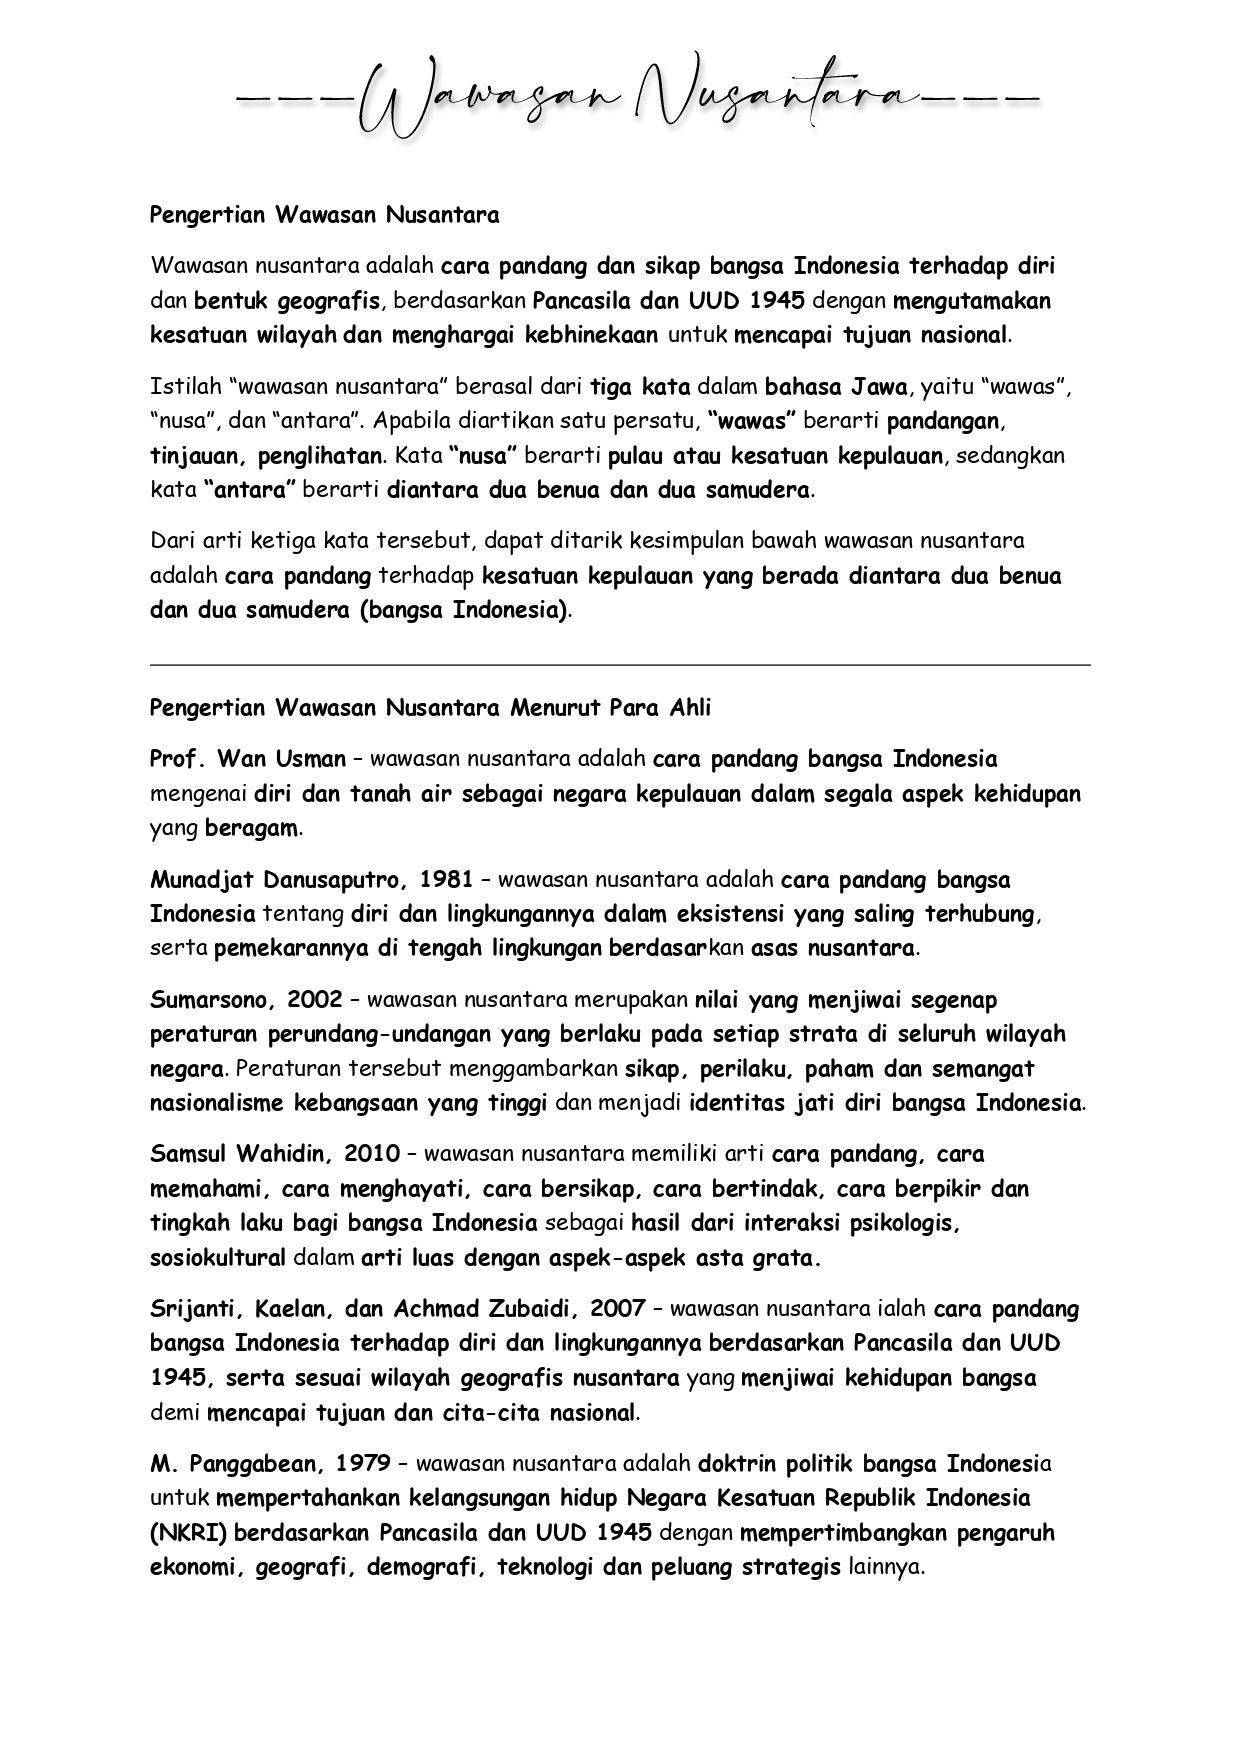 ---Wawasan Nusantara---
Pengertian Wawasan Nusantara
Wawasan nusantara adalah cara pandang dan sikap bangsa Indonesia terhadap diri
dan bentuk geografis, berdasarkan Pancasila dan UUD 1945 dengan mengutamakan
kesatuan wilayah dan menghargai kebhinekaan untuk mencapai tujuan nasional.
Istilah “wawasan nusantara” berasal dari tiga kata dalam bahasa Jawa, yaitu “wawas”,
“nusa”, dan “antara”. Apabila diartikan satu persatu, “wawas” berarti pandangan,
tinjauan, penglihatan. Kata “nusa” berarti pulau atau kesatuan kepulauan, sedangkan
kata “antara” berarti diantara dua benua dan dua samudera.
Dari arti ketiga kata tersebut, dapat ditarik kesimpulan bawah wawasan nusantara
adalah cara pandang terhadap kesatuan kepulauan yang berada diantara dua benua
dan dua samudera (bangsa Indonesia).
Pengertian Wawasan Nusantara Menurut Para Ahli
Prof. Wan Usman – wawasan nusantara adalah cara pandang bangsa Indonesia
mengenai diri dan tanah air sebagai negara kepulauan dalam segala aspek kehidupan
yang beragam.
Munadjat Danusaputro, 1981 – wawasan nusantara adalah cara pandang bangsa
Indonesia tentang diri dan lingkungannya dalam eksistensi yang saling terhubung,
serta pemekarannya di tengah lingkungan berdasarkan asas nusantara.
Sumarsono, 2002 – wawasan nusantara merupakan nilai yang menjiwai segenap
peraturan perundang-undangan yang berlaku pada setiap strata di seluruh wilayah
negara. Peraturan tersebut menggambarkan sikap, perilaku, paham dan semangat
nasionalisme kebangsaan yang tinggi dan menjadi identitas jati diri bangsa Indonesia.
Samsul Wahidin, 2010 – wawasan nusantara memiliki arti cara pandang, cara
memahami, cara menghayati, cara bersikap, cara bertindak, cara berpikir dan
tingkah laku bagi bangsa Indonesia sebagai hasil dari interaksi psikologis,
sosiokultural dalam arti luas dengan aspek-aspek asta grata.
Srijanti, Kaelan, dan Achmad Zubaidi, 2007 – wawasan nusantara ialah cara pandang
bangsa Indonesia terhadap diri dan lingkungannya berdasarkan Pancasila dan UUD
1945, serta sesuai wilayah geografis nusantara yang menjiwai kehidupan bangsa
demi mencapai tujuan dan cita-cita nasional.
M. Panggabean, 1979 – wawasan nusantara adalah doktrin politik bangsa Indonesia
untuk mempertahankan kelangsungan hidup Negara Kesatuan Republik Indonesia
(NKRI) berdasarkan Pancasila dan UUD 1945 dengan mempertimbangkan pengaruh
ekonomi, geografi, demografi, teknologi dan peluang strategis lainnya.